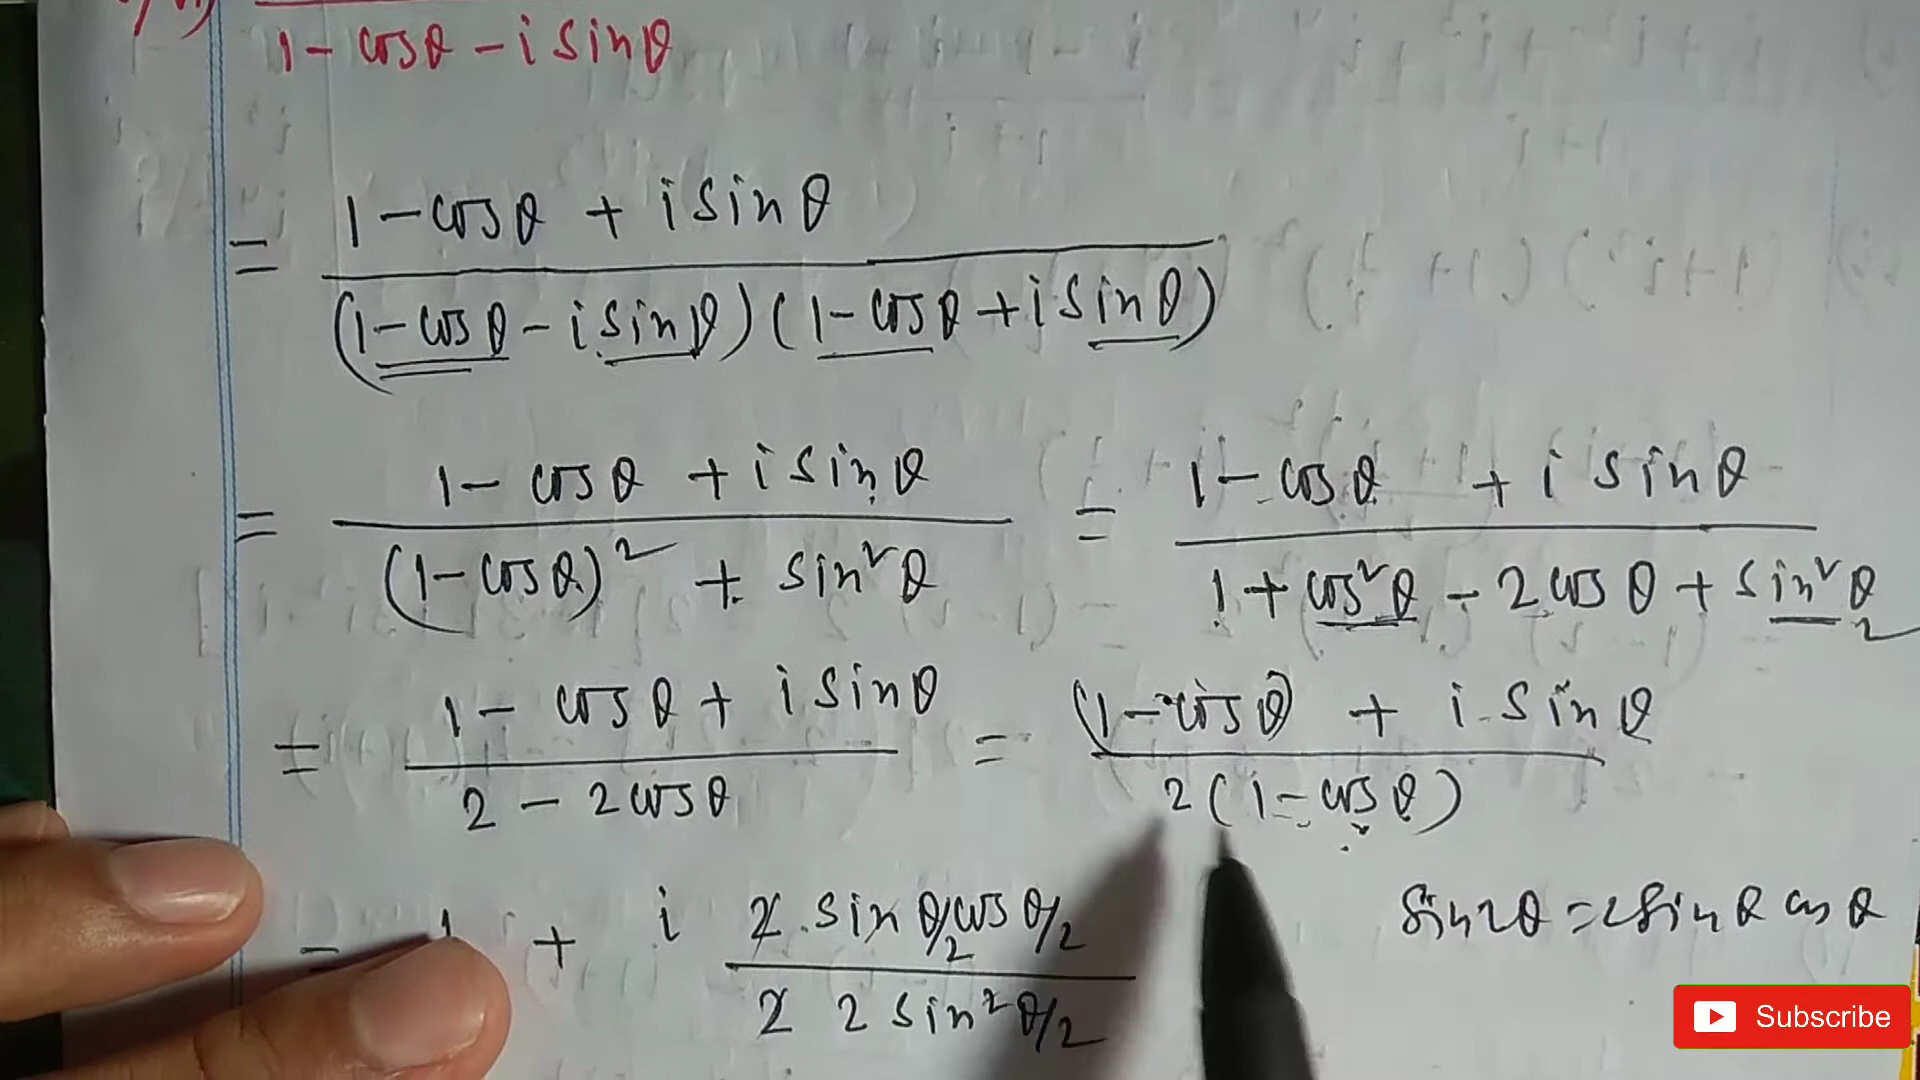 1 - cosθ - i sinθ
= 1 - cosθ + i sinθ / (1 - cosθ - i sinθ)(1 - cosθ + i sinθ)
= 1 - cosθ + i sinθ / (1 - cosθ)² + sin²θ = 1 - cosθ + i sinθ / 1 + cos²θ - 2cosθ + sin²θ
= 1 - cosθ + i sinθ / 2 - 2cosθ = (1 - cosθ) + i sinθ / 2(1 - cosθ)
+ i 2 sinθ/2 cosθ/2 / 2 2 sin²θ/2
sin2θ = 2sinθ cosθ
Subscribe